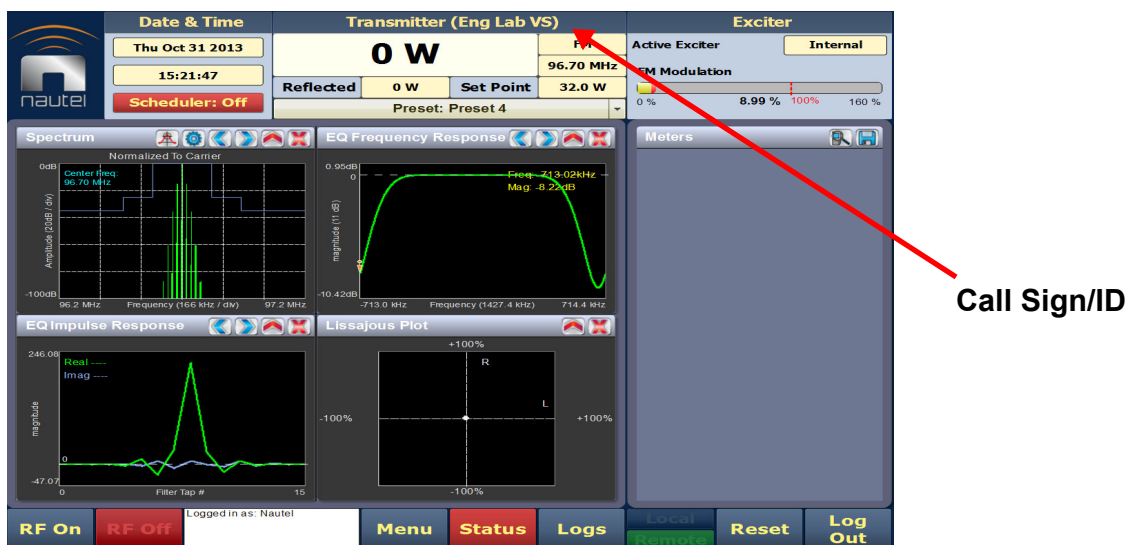 Date & Time
Transmitter (Eng Lab VS)
Exciter
nautel
Thu Oct 31 2013
15:21:47
Scheduler: Off
0 W
96.70 MHz
Reflected 0 W Set Point 32.0 W
Preset: Preset 4
Active Exciter Internal
FM Modulation
0 % 8.99 % 100% 160 %
Spectrum
Normalized To Carrier
0dB
Center Freq:
96.70 MHz
Amplitude (20dB / div)
-100dB
96.2 MHz Frequency (166 kHz / div) 97.2 MHz
EQ Frequency Response
0.95dB
0
Freq: -713.02kHz
Mag: -8.22dB
magnitude (11 dB)
-10.42dB
-713.0 kHz Frequency (1427.4 kHz) 714.4 kHz
Meters
Call Sign/ID
EQ Impulse Response
246.08
Real ----
Imag ----
magnitude
0
-47.07
0 Filter Tap # 15
Lissajous Plot
+100%
R
L
-100% +100%
-100%
RF On
RF Off
Logged in as: Nautel
Menu
Status
Logs
Local
Remote
Reset
Log
Out